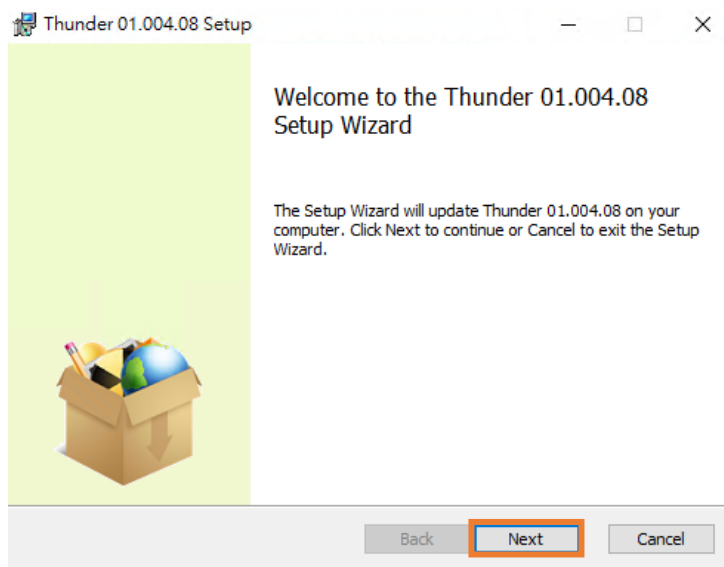 Thunder 01.004.08 Setup
Welcome to the Thunder 01.004.08
Setup Wizard
The Setup Wizard will update Thunder 01.004.08 on your
computer. Click Next to continue or Cancel to exit the Setup
Wizard.
Back Next Cancel